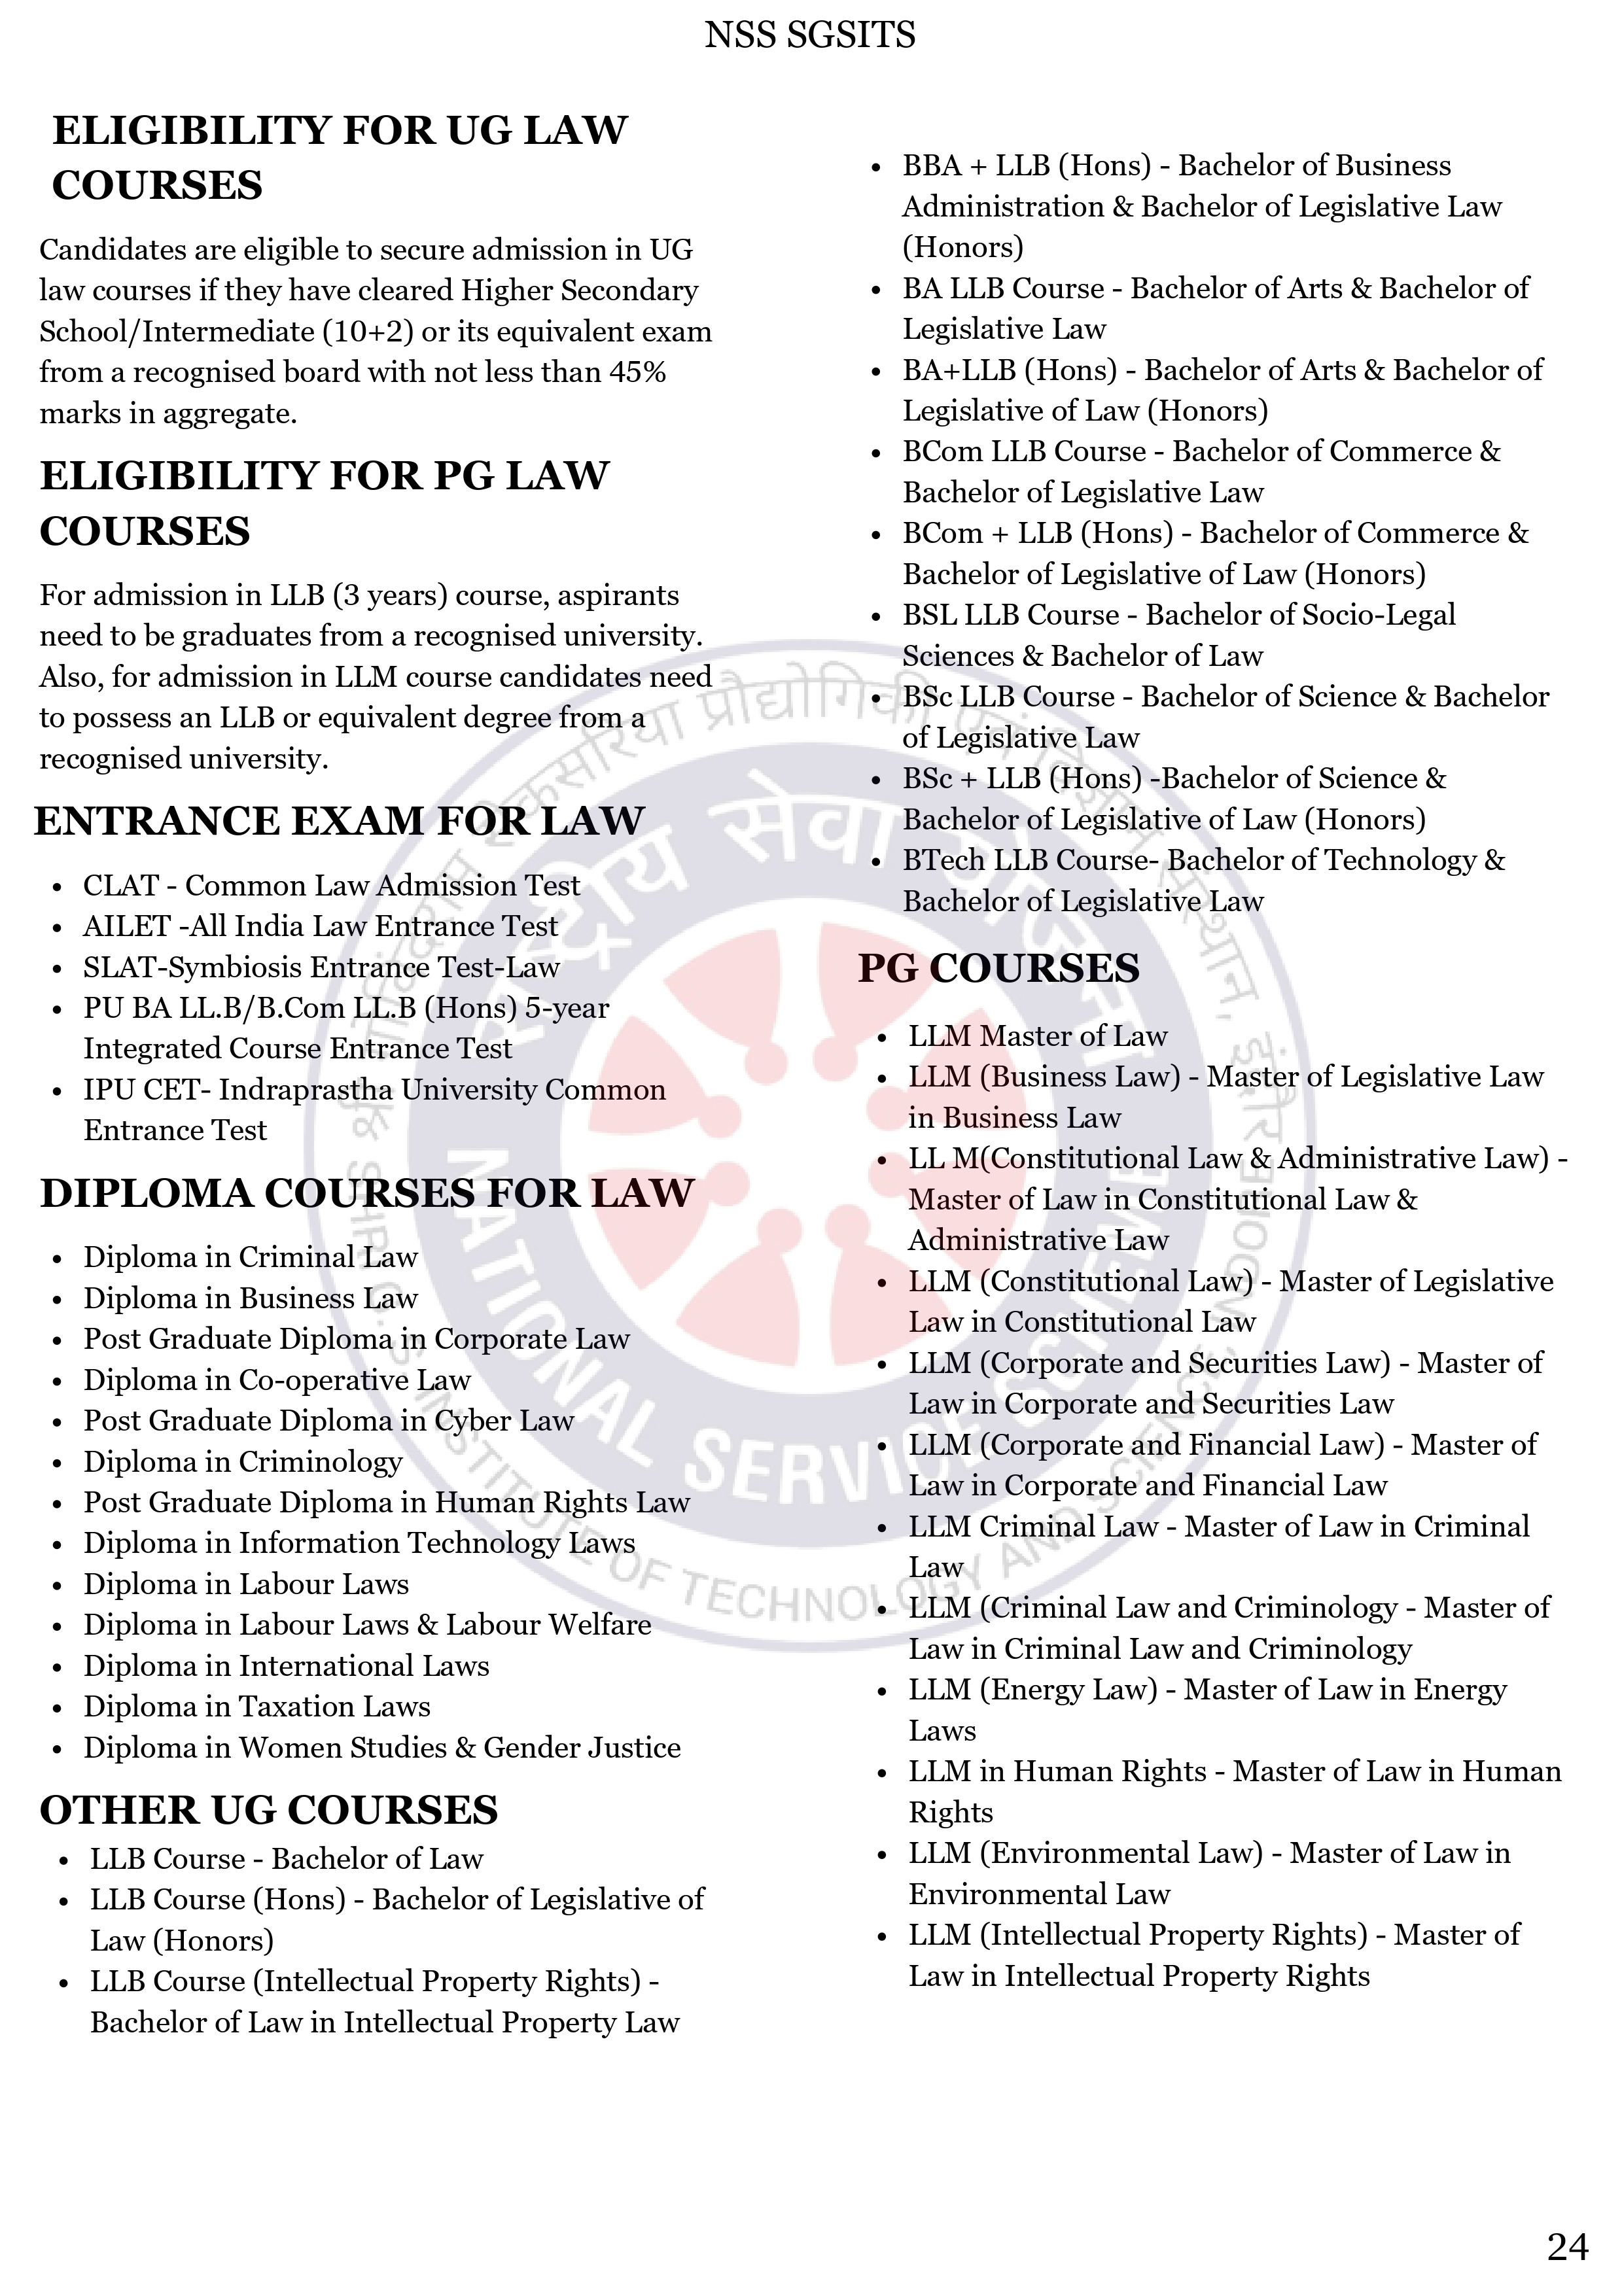 NSS SGSITS
ELIGIBILITY FOR UG LAW
COURSES
Candidates are eligible to secure admission in UG
law courses if they have cleared Higher Secondary
School/Intermediate (10+2) or its equivalent exam
from a recognised board with not less than 45%
marks in aggregate.
ELIGIBILITY FOR PG LAW
COURSES
For admission in LLB (3 years) course, aspirants
need to be graduates from a recognised university.
Also, for admission in LLM course candidates need
to possess an LLB or equivalent degree from a
recognised university.
ENTRANCE EXAM FOR LAW
• CLAT - Common Law Admission Test
• AILET -All India Law Entrance Test
• SLAT-Symbiosis Entrance Test-Law
• PU BA LL.B/B.Com LL.B (Hons) 5-year
Integrated Course Entrance Test
• IPU CET- Indraprastha University Common
Entrance Test
DIPLOMA COURSES FOR LAW
• Diploma in Criminal Law
• Diploma in Business Law
• Post Graduate Diploma in Corporate Law
• Diploma in Co-operative Law
• Post Graduate Diploma in Cyber Law
• Diploma in Criminology
• Post Graduate Diploma in Human Rights Law
• Diploma in Information Technology Laws
• Diploma in Labour Laws
• Diploma in Labour Laws & Labour Welfare
• Diploma in International Laws
• Diploma in Taxation Laws
• Diploma in Women Studies & Gender Justice
OTHER UG COURSES
• LLB Course - Bachelor of Law
• LLB Course (Hons) - Bachelor of Legislative of
Law (Honors)
• LLB Course (Intellectual Property Rights) -
Bachelor of Law in Intellectual Property Law
• BBA + LLB (Hons) - Bachelor of Business
Administration & Bachelor of Legislative Law
(Honors)
• BA LLB Course - Bachelor of Arts & Bachelor of
Legislative Law
• BA+LLB (Hons) - Bachelor of Arts & Bachelor of
Legislative of Law (Honors)
• BCom LLB Course - Bachelor of Commerce &
Bachelor of Legislative Law
• BCom + LLB (Hons) - Bachelor of Commerce &
Bachelor of Legislative of Law (Honors)
• BSL LLB Course - Bachelor of Socio-Legal
Sciences & Bachelor of Law
• BSc LLB Course - Bachelor of Science & Bachelor
of Legislative Law
• BSc + LLB (Hons) -Bachelor of Science &
Bachelor of Legislative of Law (Honors)
• BTech LLB Course- Bachelor of Technology &
Bachelor of Legislative Law
PG COURSES
• LLM Master of Law
• LLM (Business Law) - Master of Legislative Law
in Business Law
• LL M(Constitutional Law & Administrative Law) -
Master of Law in Constitutional Law &
Administrative Law
• LLM (Constitutional Law) - Master of Legislative
Law in Constitutional Law
• LLM (Corporate and Securities Law) - Master of
Law in Corporate and Securities Law
• LLM (Corporate and Financial Law) - Master of
Law in Corporate and Financial Law
• LLM Criminal Law - Master of Law in Criminal
Law
• LLM (Criminal Law and Criminology - Master of
Law in Criminal Law and Criminology
• LLM (Energy Law) - Master of Law in Energy
Laws
• LLM in Human Rights - Master of Law in Human
Rights
• LLM (Environmental Law) - Master of Law in
Environmental Law
• LLM (Intellectual Property Rights) - Master of
Law in Intellectual Property Rights
प्रौद्योगिकी एवं विज्ञान संस्थान, इंदौर
सेवा योजना
NATIONAL SERVICE SCHEME
INSTITUTE OF TECHNOLOGY AND SCIENCE, INDORE
24